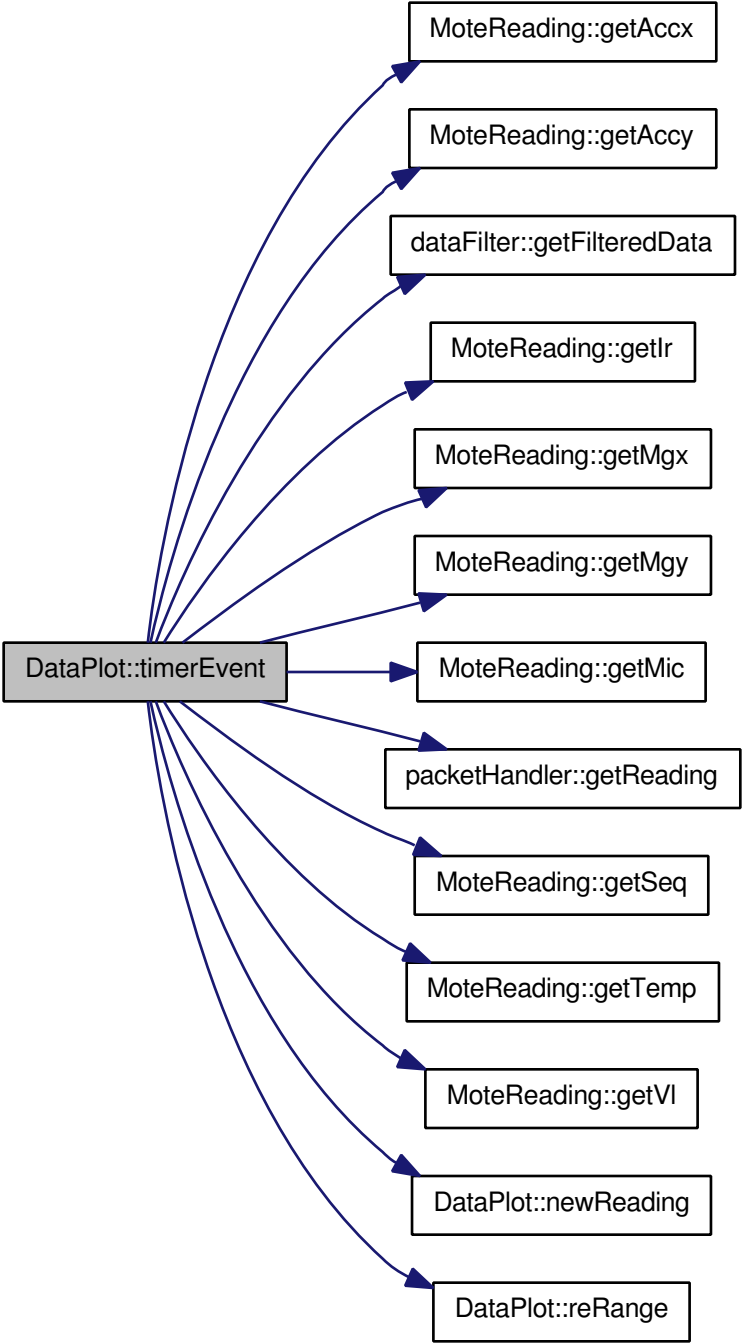 MoteReading::getAccx
MoteReading::getAccy
dataFilter::getFilteredData
MoteReading::getIr
MoteReading::getMgx
MoteReading::getMgy
DataPlot::timerEvent
MoteReading::getMic
packetHandler::getReading
MoteReading::getSeq
MoteReading::getTemp
MoteReading::getVl
DataPlot::newReading
DataPlot::reRange